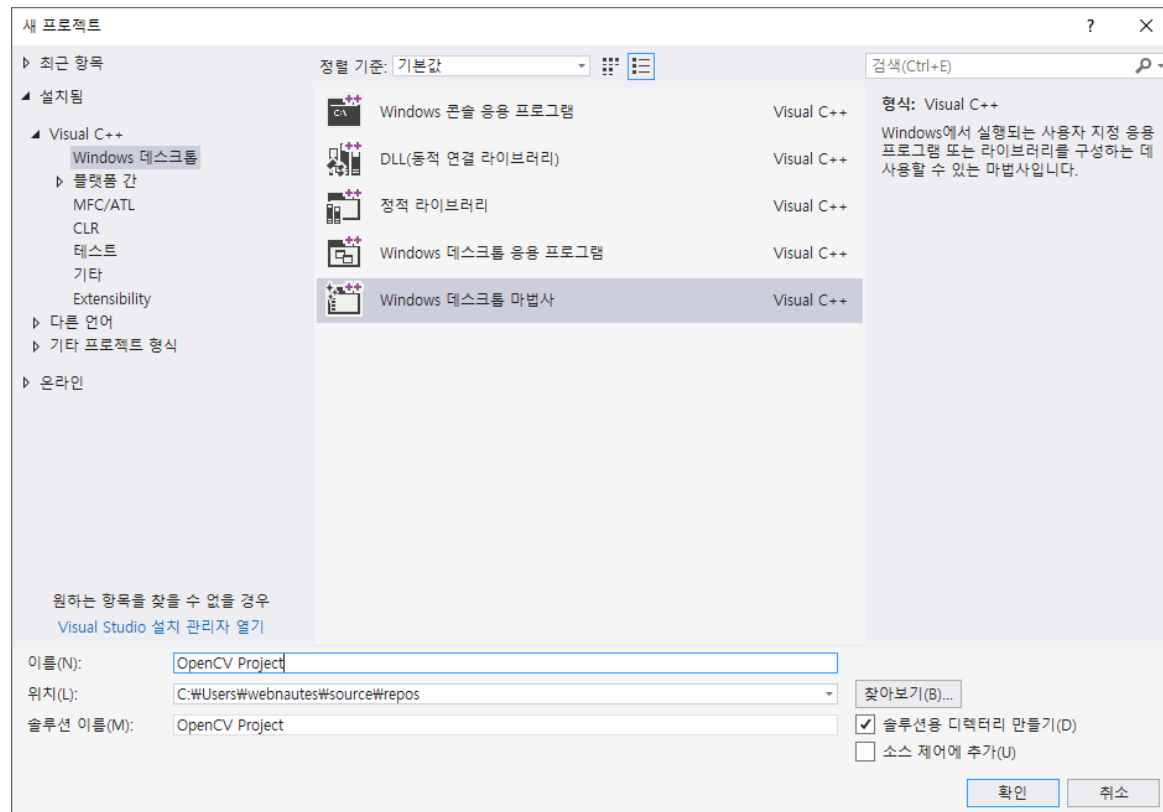 새 프로젝트
?
최근 항목
설치됨
Visual C++
Windows 데스크톱
플랫폼 간
MFC/ATL
CLR
테스트
기타
Extensibility
다른 언어
기타 프로젝트 형식
온라인
원하는 항목을 찾을 수 없을 경우
Visual Studio 설치 관리자 열기
정렬 기준: 기본값
Windows 콘솔 응용 프로그램 Visual C++
DLL(동적 연결 라이브러리) Visual C++
정적 라이브러리 Visual C++
Windows 데스크톱 응용 프로그램 Visual C++
Windows 데스크톱 마법사 Visual C++
검색(Ctrl+E)
형식: Visual C++
Windows에서 실행되는 사용자 지정 응용
프로그램 또는 라이브러리를 구성하는 데
사용할 수 있는 마법사입니다.
이름(N): OpenCV Project
위치(L): C:₩Users₩webnautes₩source₩repos 찾아보기(B)...
솔루션 이름(M): OpenCV Project
솔루션용 디렉터리 만들기(D)
소스 제어에 추가(U)
확인 취소